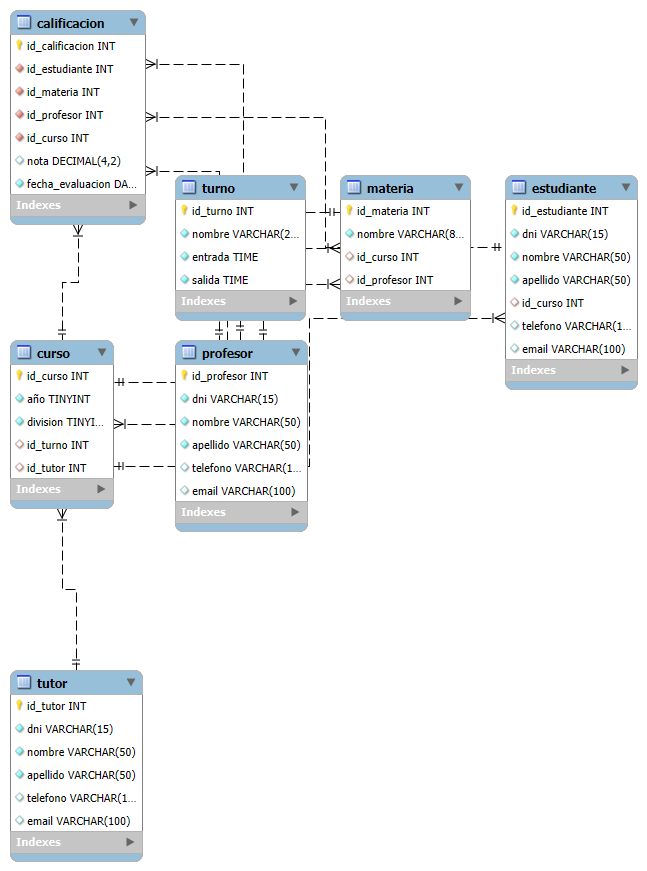 calificacion
id_calificacion INT
id_estudiante INT
id_materia INT
id_profesor INT
id_curso INT
nota DECIMAL(4,2)
fecha_evaluacion DA...
Indexes
turno
id_turno INT
nombre VARCHAR(2...
entrada TIME
salida TIME
Indexes
materia
id_materia INT
nombre VARCHAR(8...
id_curso INT
id_profesor INT
Indexes
estudiante
id_estudiante INT
dni VARCHAR(15)
nombre VARCHAR(50)
apellido VARCHAR(50)
id_curso INT
telefono VARCHAR(1...
email VARCHAR(100)
Indexes
curso
id_curso INT
año TINYINT
division TINYI...
id_turno INT
id_tutor INT
Indexes
profesor
id_profesor INT
dni VARCHAR(15)
nombre VARCHAR(50)
apellido VARCHAR(50)
telefono VARCHAR(1...
email VARCHAR(100)
Indexes
tutor
id_tutor INT
dni VARCHAR(15)
nombre VARCHAR(50)
apellido VARCHAR(50)
telefono VARCHAR(1...
email VARCHAR(100)
Indexes